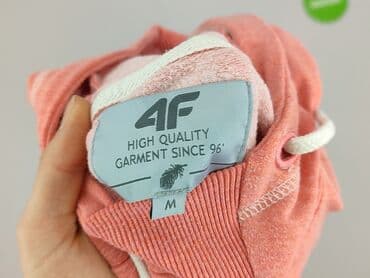 4F
HIGH QUALITY
GARMENT SINCE 96'
M